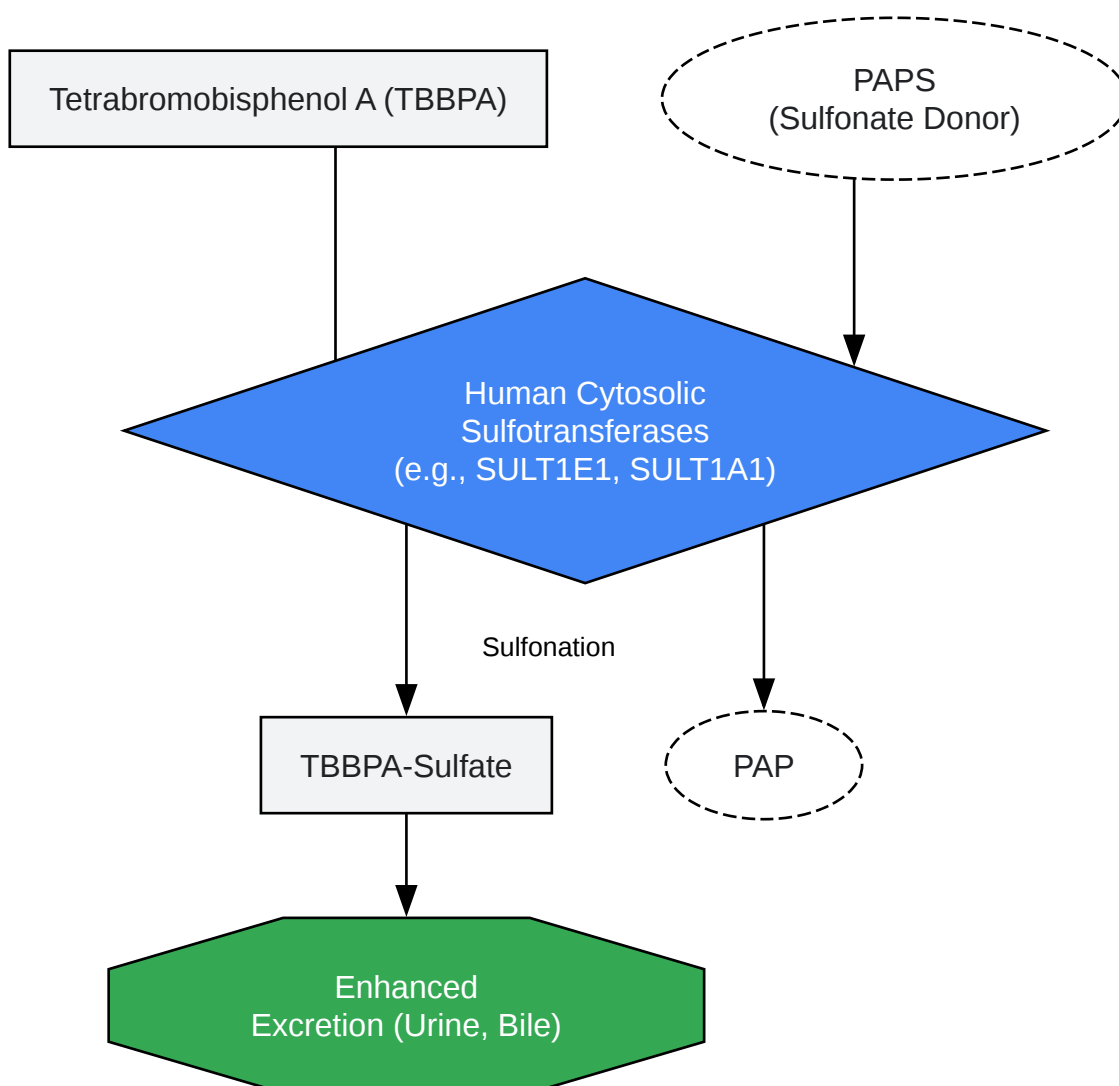 Tetrabromobisphenol A (TBBPA)
PAPS
(Sulfonate Donor)
Human Cytosolic
Sulfotransferases
(e.g., SULT1E1, SULT1A1)
Sulfonation
TBBPA-Sulfate
PAP
Enhanced
Excretion (Urine, Bile)